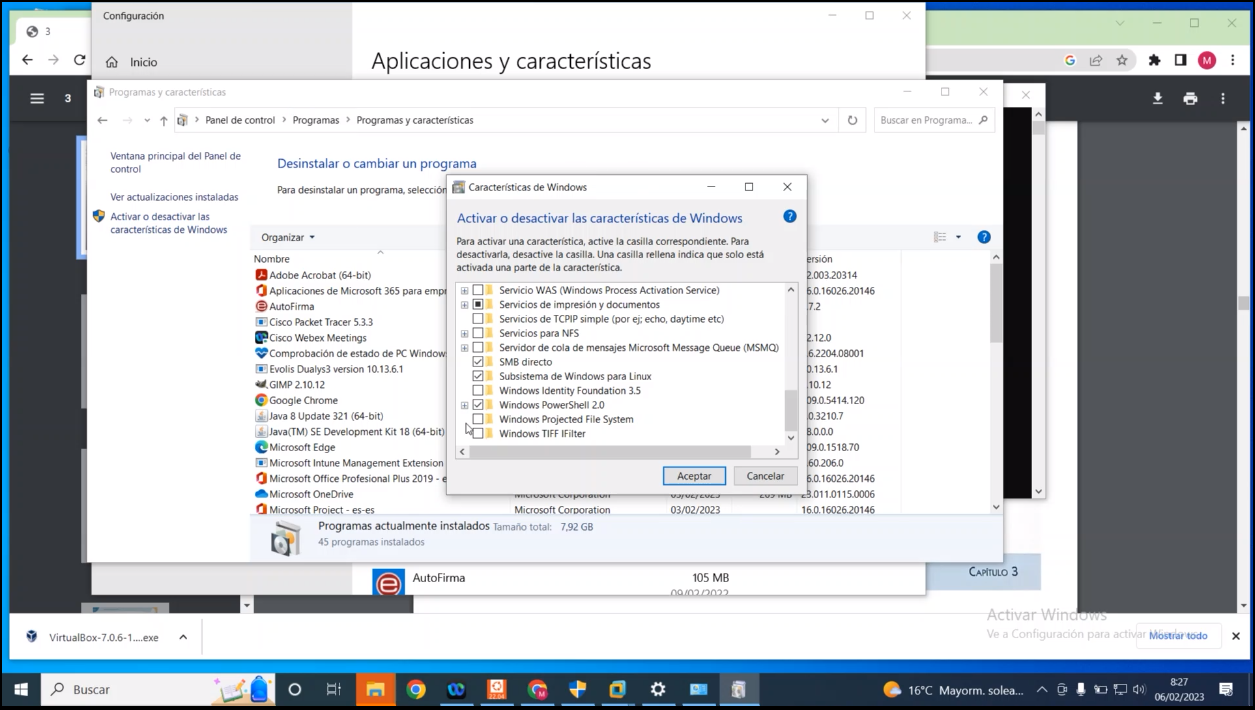 3
Configuración
Inicio
Aplicaciones y características
3
Programas y características
Panel de control
Programas
Programas y características
Buscar en Programa...
Ventana principal del Panel de
control
Ver actualizaciones instaladas
Activar o desactivar las
características de Windows
Desinstalar o cambiar un programa
Para desinstalar un programa, selección
Organizar
Nombre
ersión
Adobe Acrobat (64-bit)
2.003.20314
Aplicaciones de Microsoft 365 para empr
6.0.16026.20146
AutoFirma
.7.2
Cisco Packet Tracer 5.3.3
Cisco Webex Meetings
2.12.0
Comprobación de estado de PC Window
6.2204.08001
Evolis Dualys3 version 10.13.6.1
0.13.6.1
GIMP 2.10.12
.10.12
Google Chrome
09.0.5414.120
Java 8 Update 321 (64-bit)
.0.3210.7
Java(TM) SE Development Kit 18 (64-bit)
8.0.0.0
Microsoft Edge
09.0.1518.70
Microsoft Intune Management Extension
.60.206.0
Microsoft Office Profesional Plus 2019 - e
6.0.16026.20146
Microsoft OneDrive
Microsoft Corporation
03/02/2023
269 MB
23.011.0115.0006
Microsoft Project - es-es
Microsoft Corporation
03/02/2023
16.0.16026.20146
Programas actualmente instalados Tamaño total: 7,92 GB
45 programas instalados
Características de Windows
Activar o desactivar las características de Windows
Para activar una característica, active la casilla correspondiente. Para
desactivarla, desactive la casilla. Una casilla rellena indica que solo está
activada una parte de la característica.
Servicio WAS (Windows Process Activation Service)
Servicios de impresión y documentos
Servicios de TCPIP simple (por ej; echo, daytime etc)
Servicios para NFS
Servidor de cola de mensajes Microsoft Message Queue (MSMQ)
SMB directo
Subsistema de Windows para Linux
Windows Identity Foundation 3.5
Windows PowerShell 2.0
Windows Projected File System
Windows TIFF IFilter
Aceptar
Cancelar
AutoFirma
105 MB
09/02/2022
CAPÍTULO 3
Activar Windows
Ve a Configuración para activar Windows.
VirtualBox-7.0.6-1....exe
Mostrar todo
Buscar
22.04
16°C Mayorm. solea...
8:27
06/02/2023
M